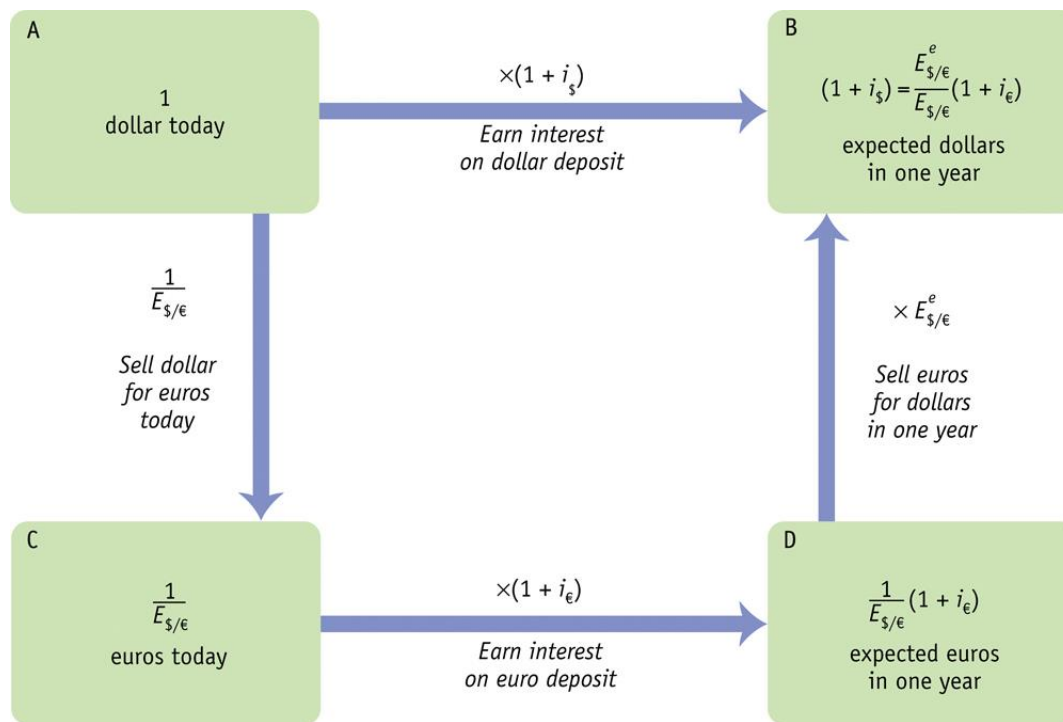 A
1
dollar today
×(1 + i$)
Earn interest
on dollar deposit
B
(1 + i$) = E^e$/€ / E$/€ (1 + i€)
expected dollars
in one year
1 / E$/€
Sell dollar
for euros
today
× E^e$/€
Sell euros
for dollars
in one year
C
1 / E$/€
euros today
×(1 + i€)
Earn interest
on euro deposit
D
1 / E$/€ (1 + i€)
expected euros
in one year